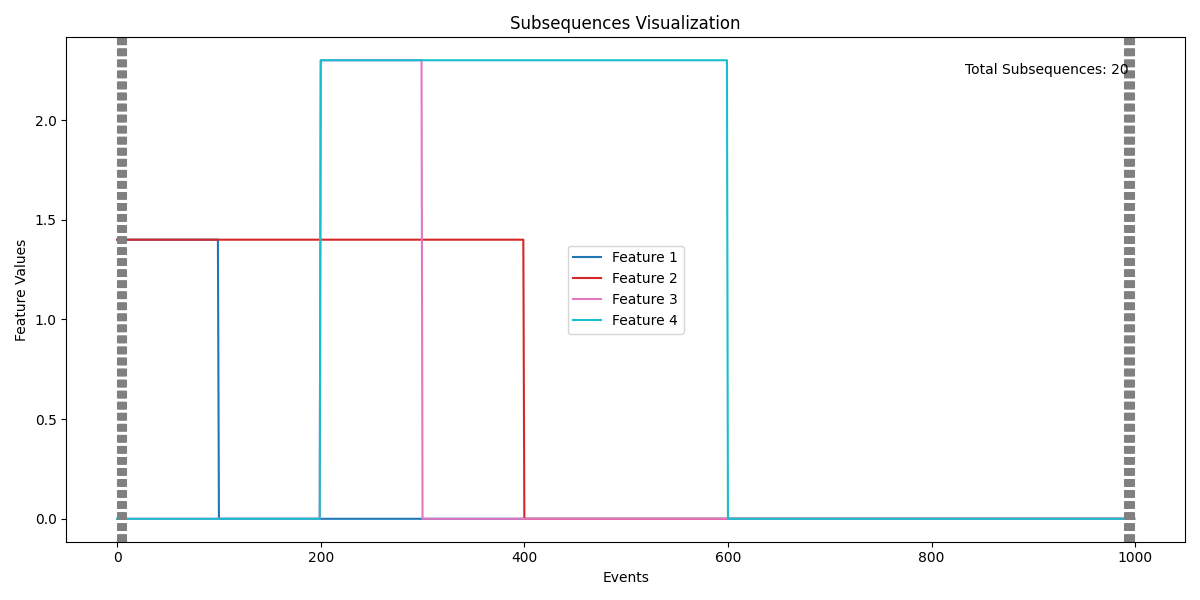 Subsequences Visualization
Total Subsequences: 20
Feature Values
2.0
1.5
1.0
0.5
0.0
Feature 1
Feature 2
Feature 3
Feature 4
0
200
400
600
800
1000
Events